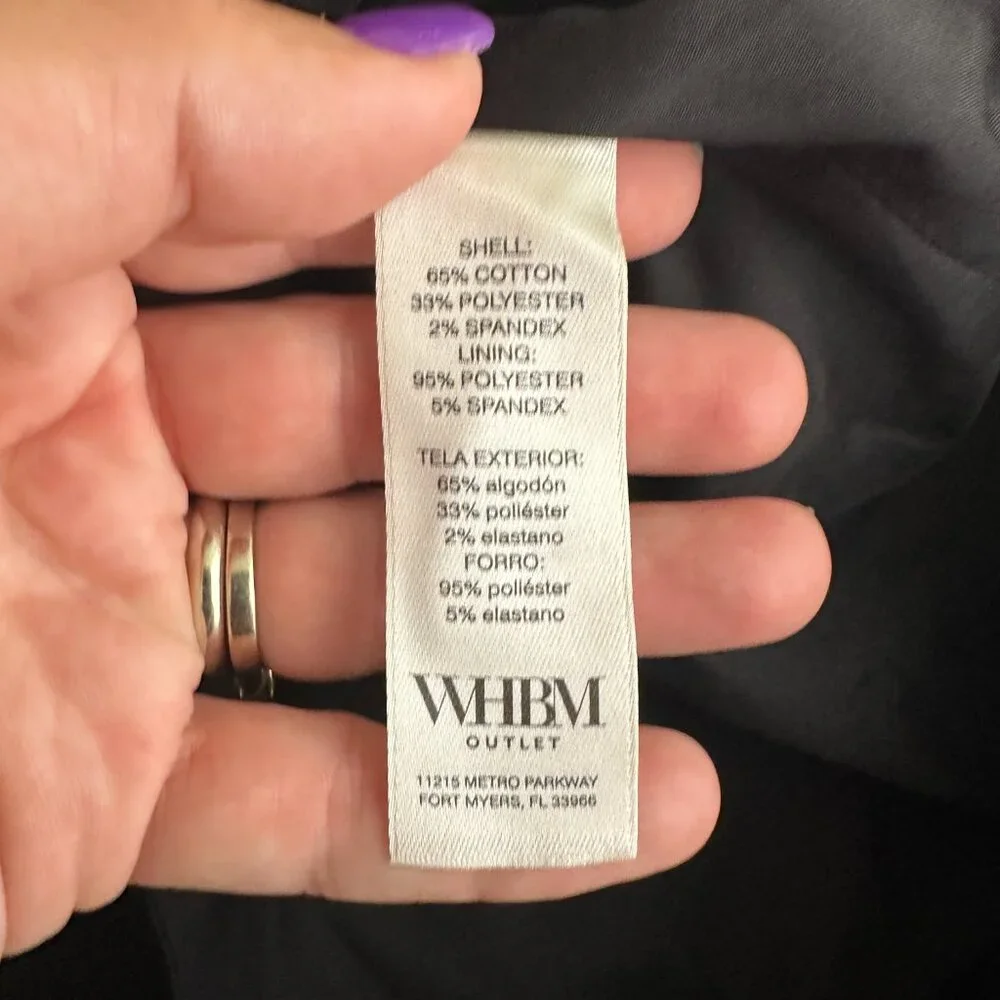 SHELL:
65% COTTON
33% POLYESTER
2% SPANDEX
LINING:
95% POLYESTER
5% SPANDEX
TELA EXTERIOR:
65% algodón
33% poliéster
2% elastano
FORRO:
95% poliéster
5% elastano
WHBM
OUTLET
11215 METRO PARKWAY
FORT MYERS, FL 33966